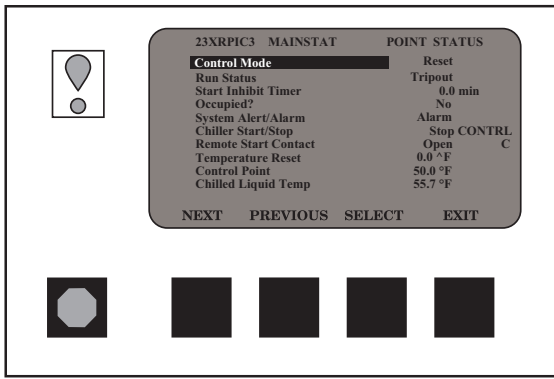 23XRPIC3 MAINSTAT POINT STATUS
Control Mode Reset
Run Status Tripout
Start Inhibit Timer 0.0 min
Occupied? No
System Alert/Alarm Alarm
Chiller Start/Stop Stop CONTRL
Remote Start Contact Open C
Temperature Reset 0.0 ^F
Control Point 50.0 °F
Chilled Liquid Temp 55.7 °F
NEXT PREVIOUS SELECT EXIT